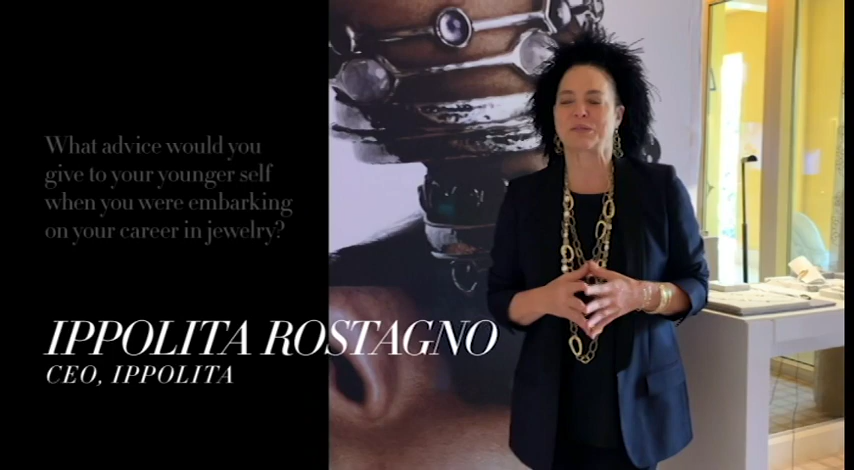 What advice would you
give to your younger self
when you were embarking
on your career in jewelry?
IPPOLITA ROSTAGNO
CEO, IPPOLITA